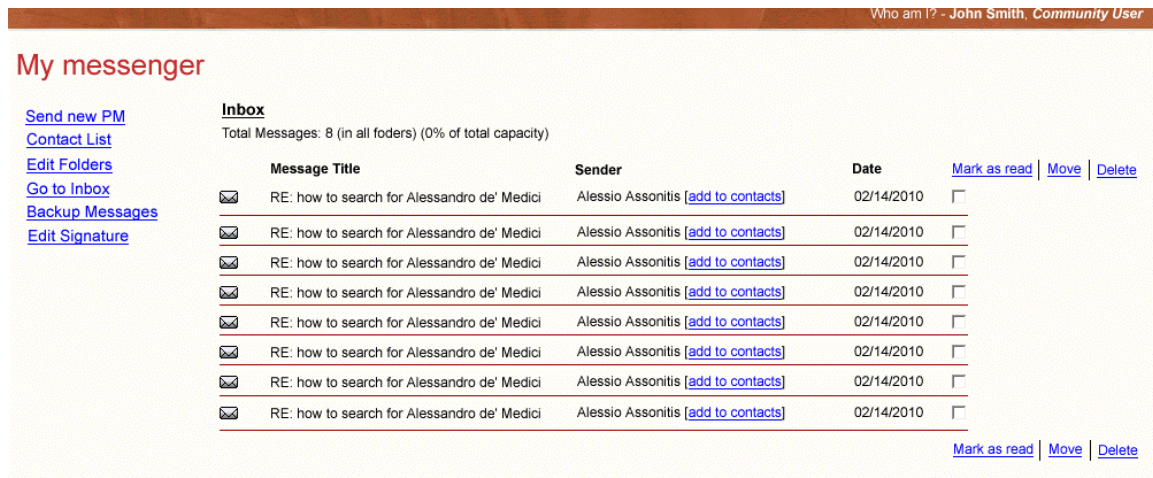 Who am I? - John Smith, Community User
My messenger
Send new PM
Contact List
Edit Folders
Go to Inbox
Backup Messages
Edit Signature
Inbox
Total Messages: 8 (in all foders) (0% of total capacity)
Message Title Sender Date Mark as read | Move | Delete
RE: how to search for Alessandro de' Medici Alessio Assonitis [add to contacts] 02/14/2010
RE: how to search for Alessandro de' Medici Alessio Assonitis [add to contacts] 02/14/2010
RE: how to search for Alessandro de' Medici Alessio Assonitis [add to contacts] 02/14/2010
RE: how to search for Alessandro de' Medici Alessio Assonitis [add to contacts] 02/14/2010
RE: how to search for Alessandro de' Medici Alessio Assonitis [add to contacts] 02/14/2010
RE: how to search for Alessandro de' Medici Alessio Assonitis [add to contacts] 02/14/2010
RE: how to search for Alessandro de' Medici Alessio Assonitis [add to contacts] 02/14/2010
RE: how to search for Alessandro de' Medici Alessio Assonitis [add to contacts] 02/14/2010
Mark as read | Move | Delete